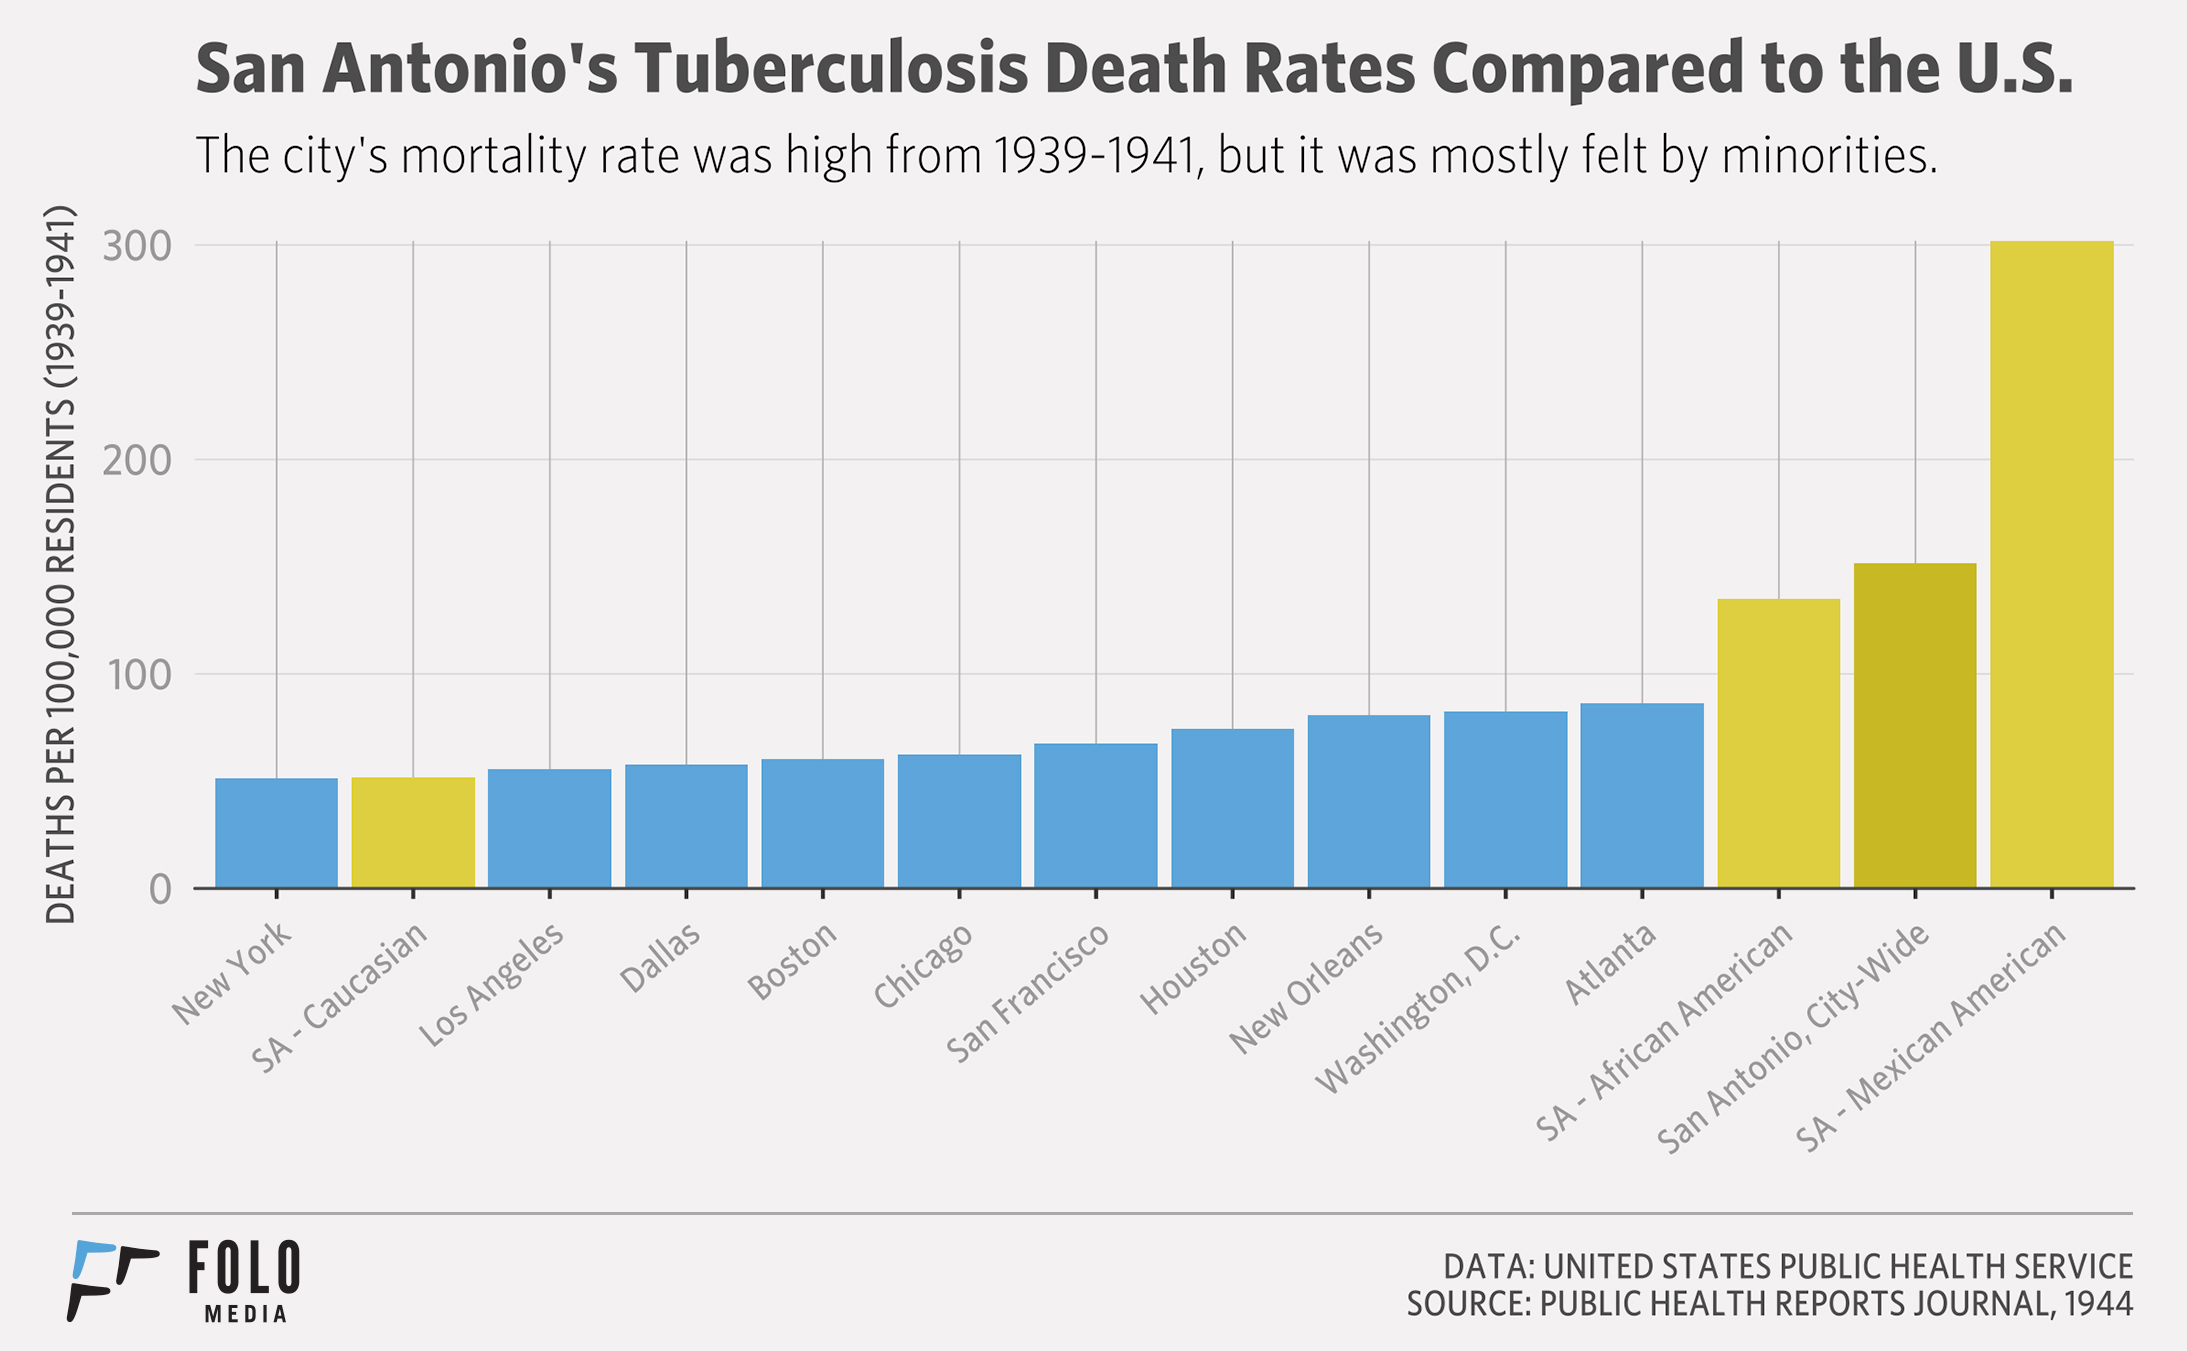 San Antonio's Tuberculosis Death Rates Compared to the U.S.
The city's mortality rate was high from 1939-1941, but it was mostly felt by minorities.
DEATHS PER 100,000 RESIDENTS (1939-1941)
300
200
100
0
New York
SA - Caucasian
Los Angeles
Dallas
Boston
Chicago
San Francisco
Houston
New Orleans
Washington, D.C.
Atlanta
SA - African American
San Antonio, City-Wide
SA - Mexican American
FOLO
MEDIA
DATA: UNITED STATES PUBLIC HEALTH SERVICE
SOURCE: PUBLIC HEALTH REPORTS JOURNAL, 1944